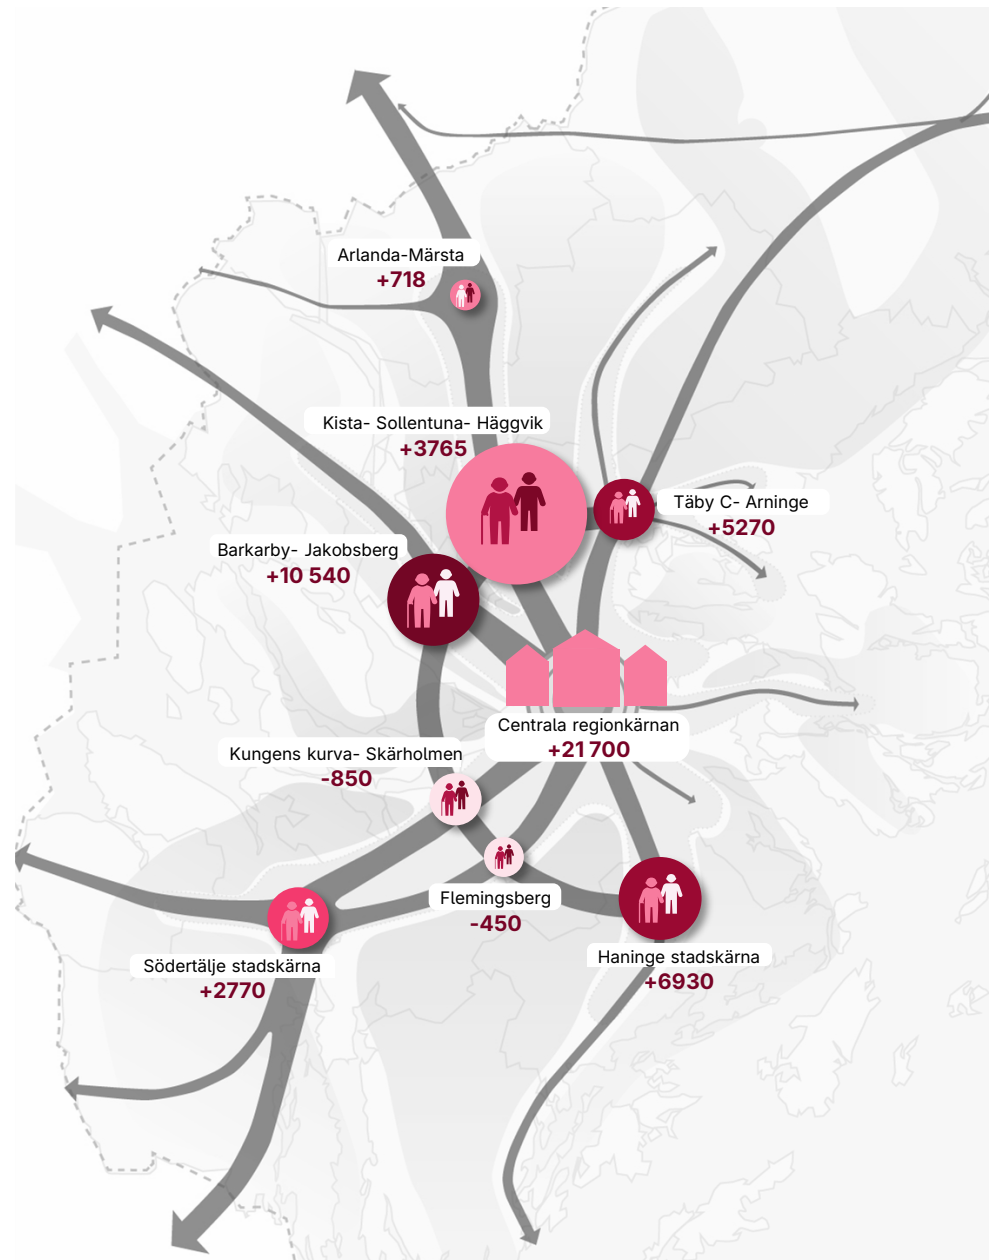 Arlanda-Märsta
+718
Kista- Sollentuna- Häggvik
+3765
Täby C- Arninge
+5270
Barkarby- Jakobsberg
+10 540
Centrala regionkärnan
+21 700
Kungens kurva- Skärholmen
-850
Flemingsberg
-450
Haninge stadskärna
+6930
Södertälje stadskärna
+2770